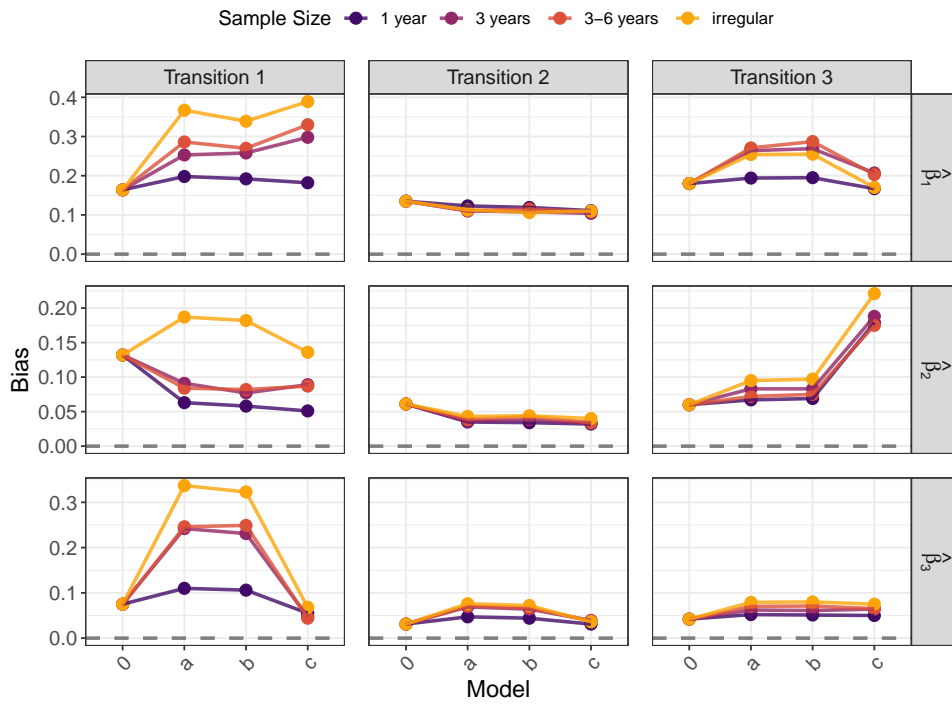 Sample Size 1 year 3 years 3−6 years irregular
Transition 1 Transition 2 Transition 3
0.4
0.3
0.2
0.1
0.0
β̂1
0.20
0.15
0.10
0.05
0.00
β̂2
0.3
0.2
0.1
0.0
β̂3
Bias
0 a b c 0 a b c 0 a b c
Model